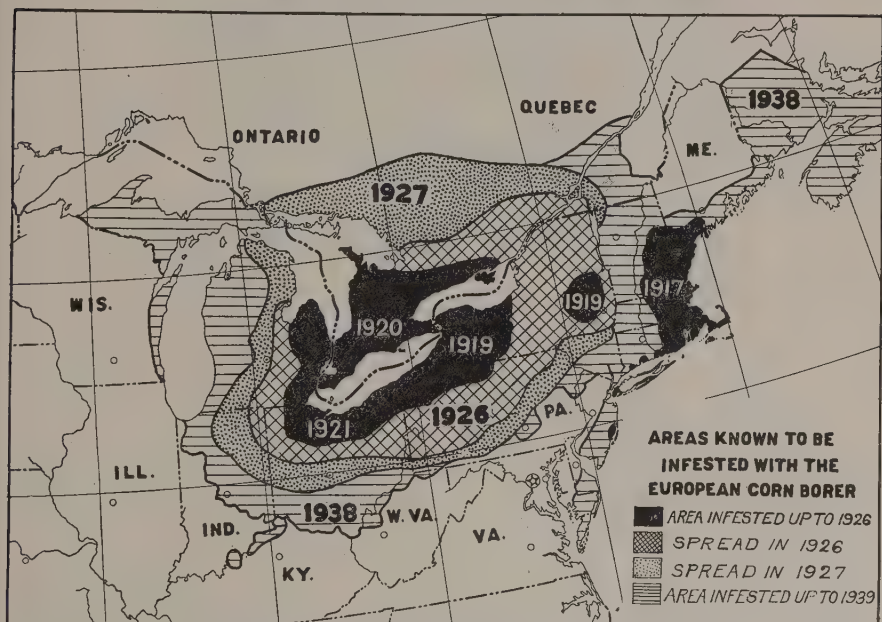 1938
QUEBEC
ONTARIO
ME.
1927
WIS.
1917
1919
1920
1919
1926
PA.
1921
ILL.
1938
W. VA.
IND.
VA.
KY.
AREAS KNOWN TO BE
INFESTED WITH THE
EUROPEAN CORN BORER
AREA INFESTED UP TO 1926
SPREAD IN 1926
SPREAD IN 1927
AREA INFESTED UP TO 1939